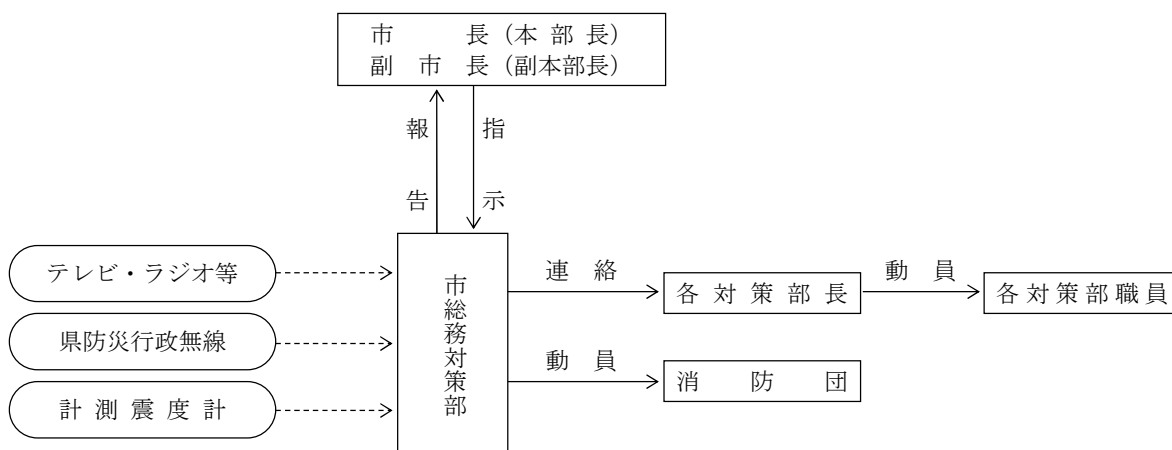 市長（本部長）
副市長（副本部長）
報告
指示
テレビ・ラジオ等
県防災行政無線
計測震度計
市総務対策部
連絡
各対策部長
動員
各対策部職員
動員
消防団